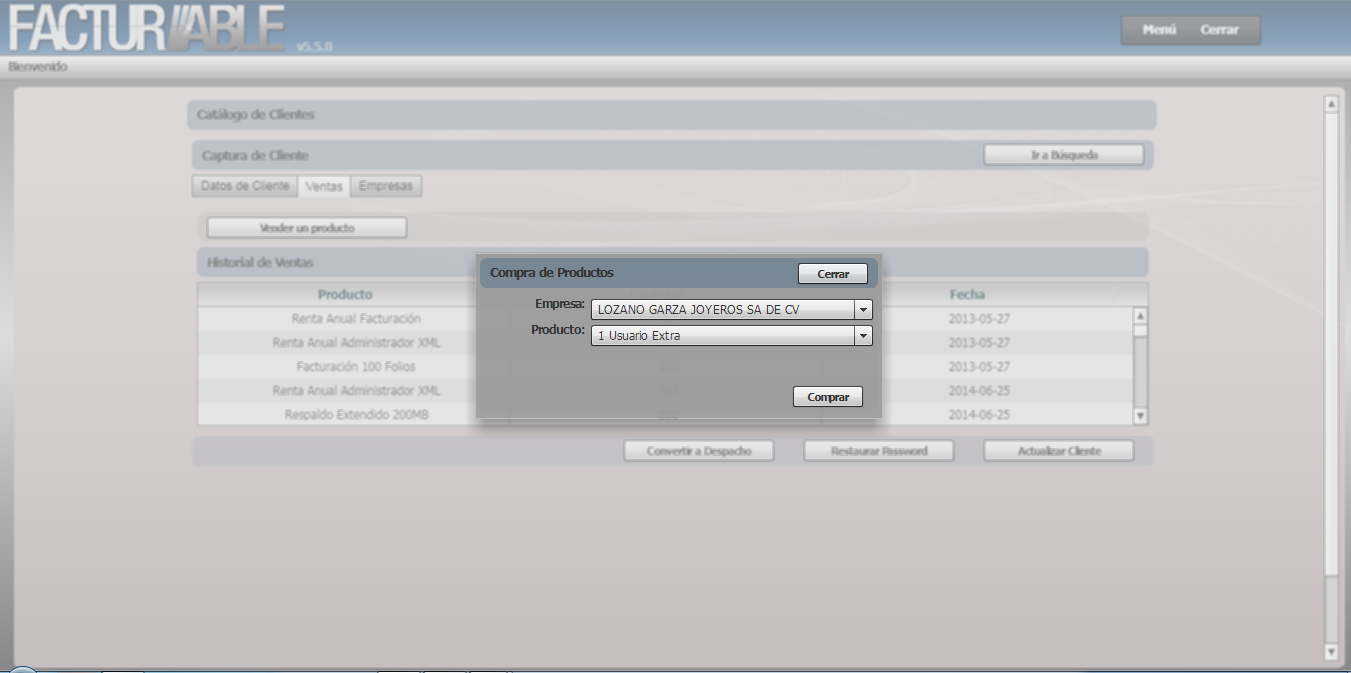 FACTURABLE v5.5.0
Menú Cerrar
Bienvenido
Catálogo de Clientes
Captura de Cliente Ir a Búsqueda
Datos de Cliente Ventas Empresas
Vender un producto
Historial de Ventas
Compra de Productos Cerrar
Empresa: LOZANO GARZA JOYEROS SA DE CV
Producto: 1 Usuario Extra
Comprar
Producto Fecha
Renta Anual Facturación 2013-05-27
Renta Anual Administrador XML 2013-05-27
Facturación 100 Folios 2013-05-27
Renta Anual Administrador XML 2014-06-25
Respaldo Extendido 200MB 2014-06-25
Convertir a Despacho Restaurar Password Actualizar Cliente